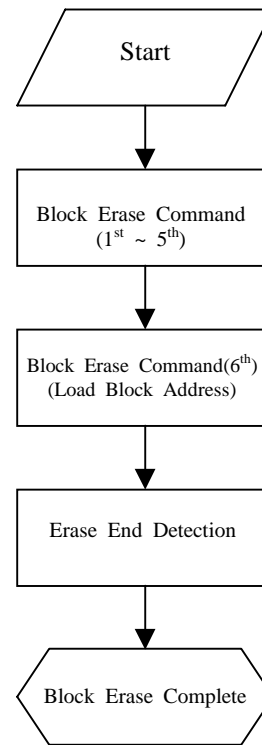 Start
Block Erase Command
(1st ~ 5th)
Block Erase Command(6th)
(Load Block Address)
Erase End Detection
Block Erase Complete